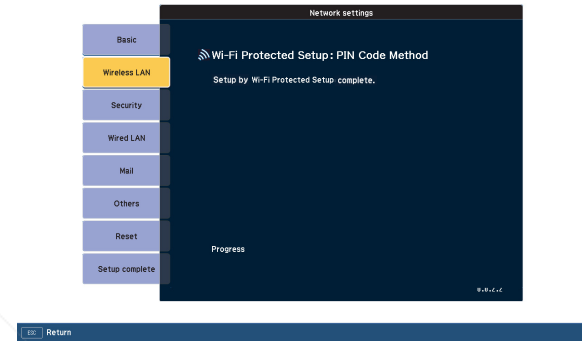 Network settings
Basic
Wireless LAN
Security
Wired LAN
Mail
Others
Reset
Setup complete
Wi-Fi Protected Setup: PIN Code Method
Setup by Wi-Fi Protected Setup complete.
Progress
ESC Return